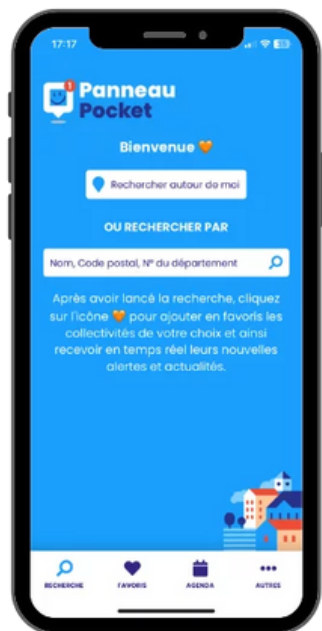 17:17
1
Panneau
Pocket
Bienvenue 🧡
Rechercher autour de moi
OU RECHERCHER PAR
Nom, Code postal, N° du département
Après avoir lancé la recherche, cliquez
sur l'icône 🧡 pour ajouter en favoris les
collectivités de votre choix et ainsi
recevoir en temps réel leurs nouvelles
alertes et actualités.
RECHERCHE FAVORIS AGENDA AUTRES